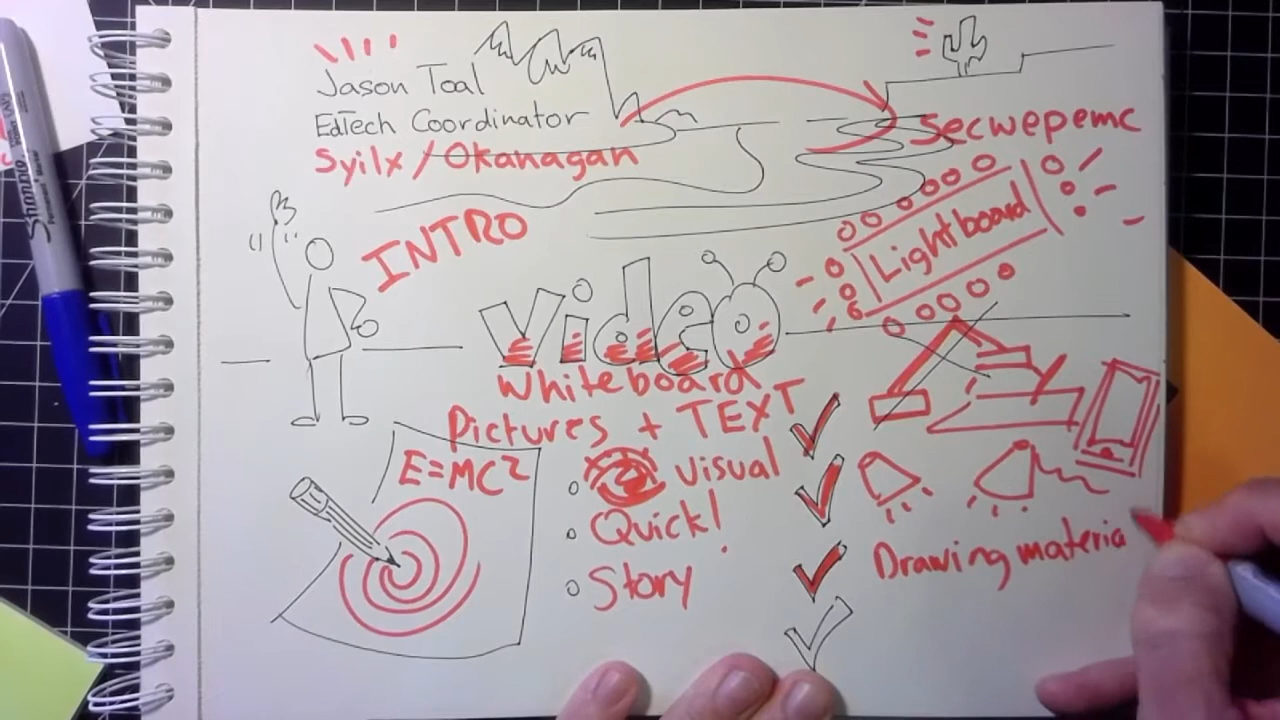 Jason Toal
EdTech Coordinator
Syilx / Okanagan
Secwepemc
INTRO
Lightboard
Video
Whiteboard
Pictures + TEXT
E=MC2
visual
Quick!
Story
Drawing materia
Sharpie